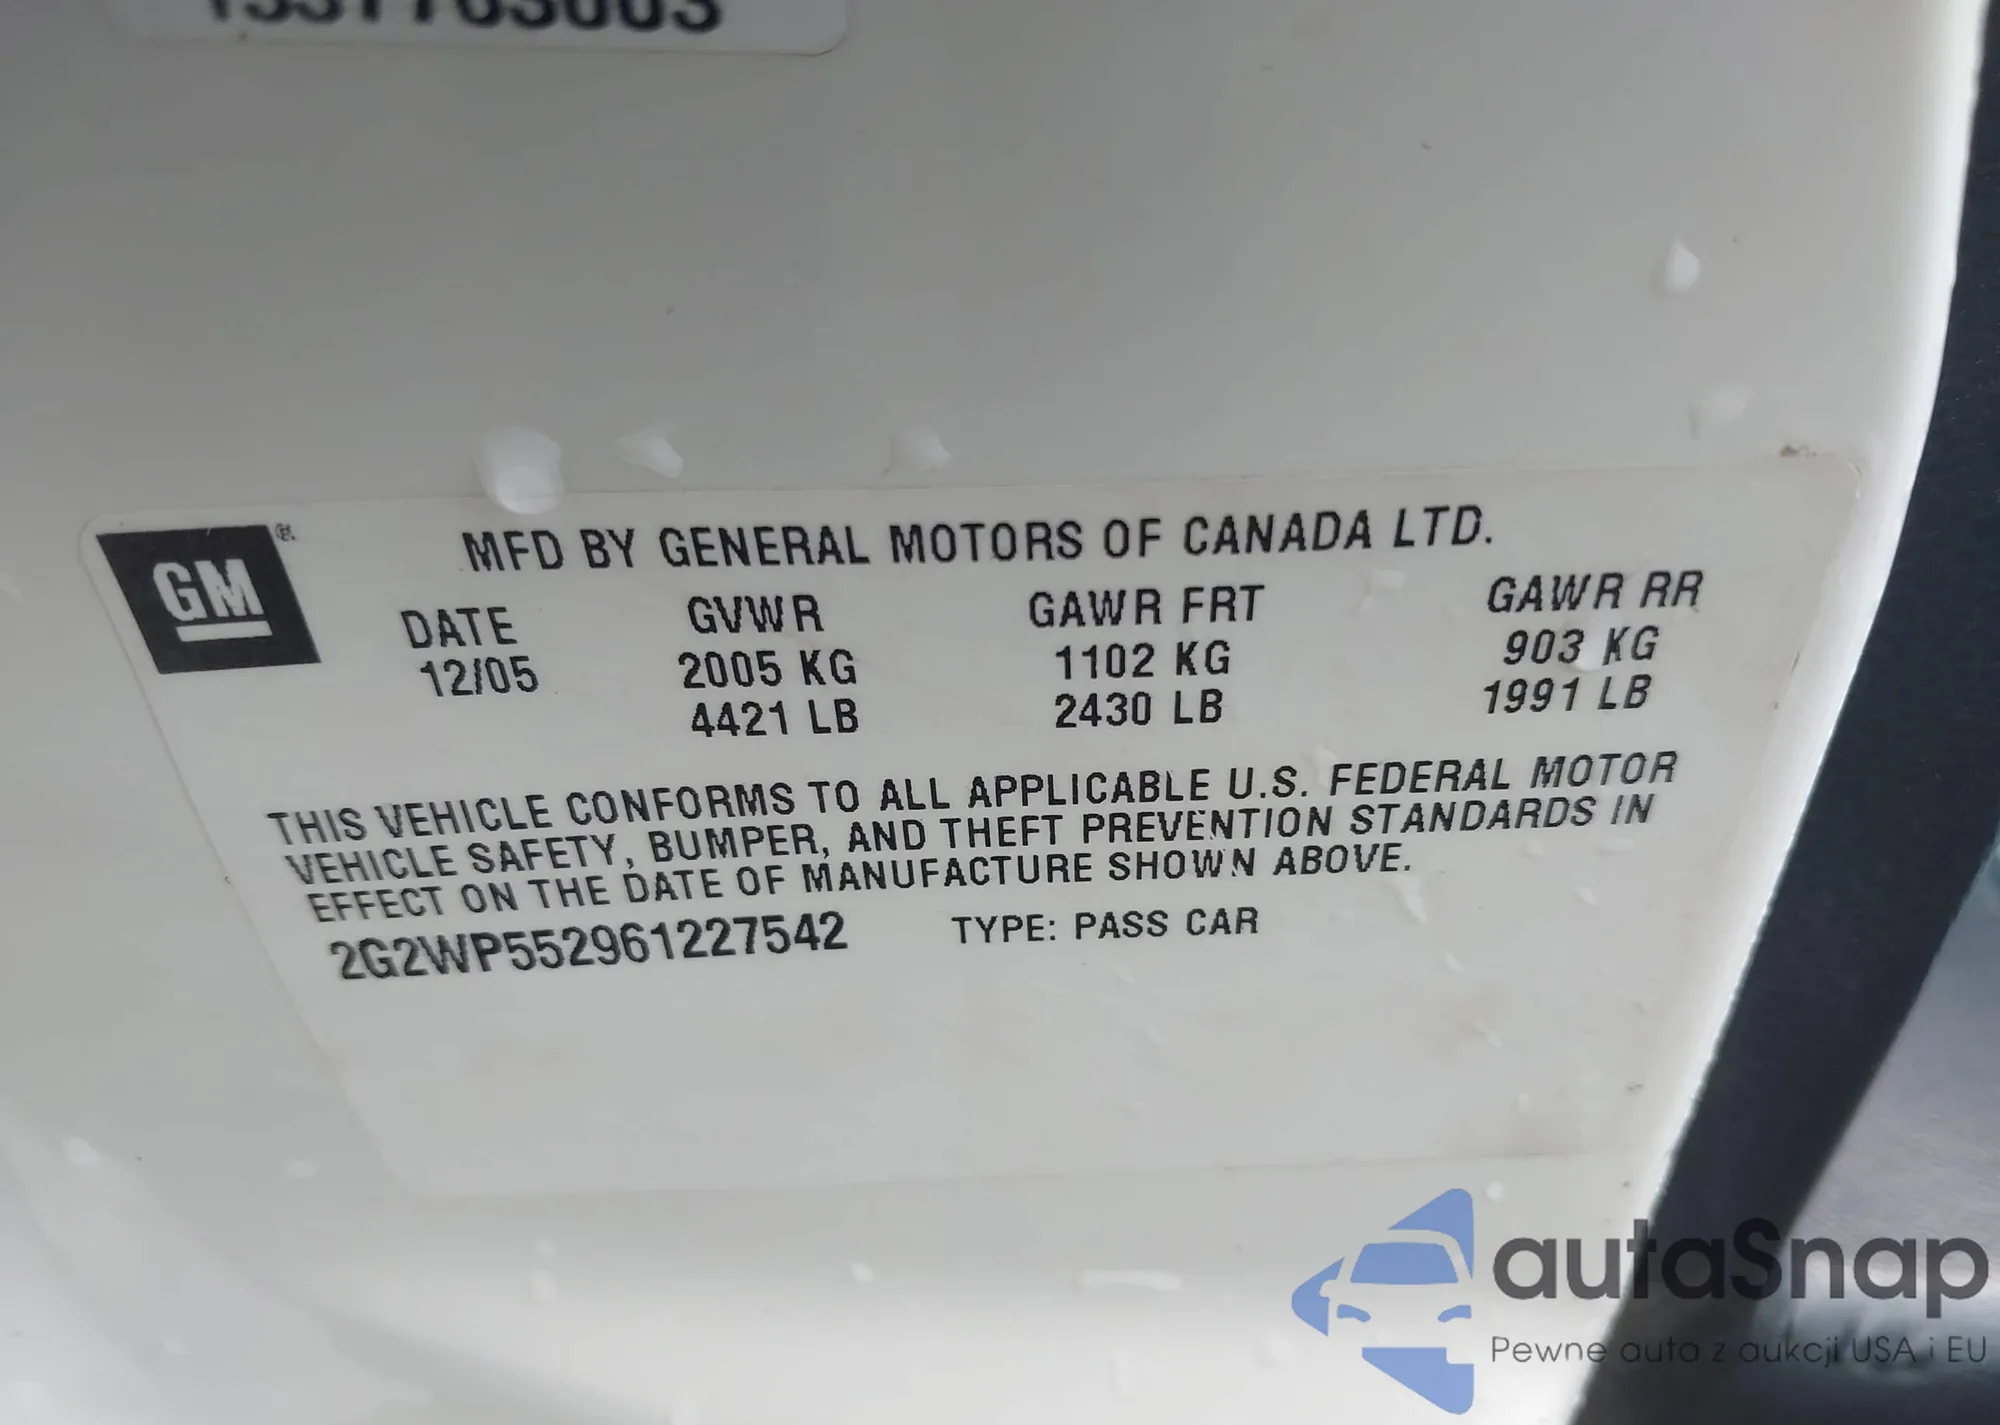 GM
MFD BY GENERAL MOTORS OF CANADA LTD.
DATE GVWR GAWR FRT GAWR RR
12/05 2005 KG 1102 KG 903 KG
4421 LB 2430 LB 1991 LB
THIS VEHICLE CONFORMS TO ALL APPLICABLE U.S. FEDERAL MOTOR
VEHICLE SAFETY, BUMPER, AND THEFT PREVENTION STANDARDS IN
EFFECT ON THE DATE OF MANUFACTURE SHOWN ABOVE.
2G2WP552961227542 TYPE: PASS CAR
autaSnap
Pewne auta z aukcji USA i EU